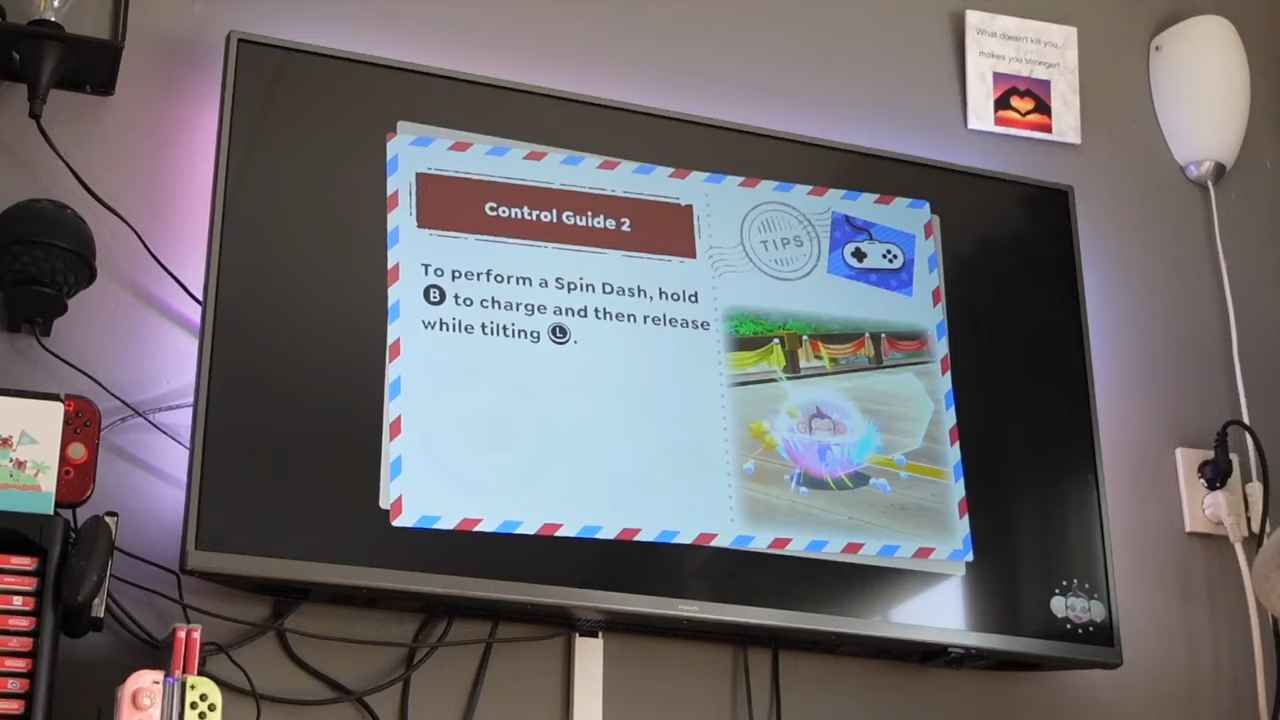 What doesn't kill you,
makes you stronger!
Control Guide 2
TIPS
To perform a Spin Dash, hold
B to charge and then release
while tilting L.
PHILIPS